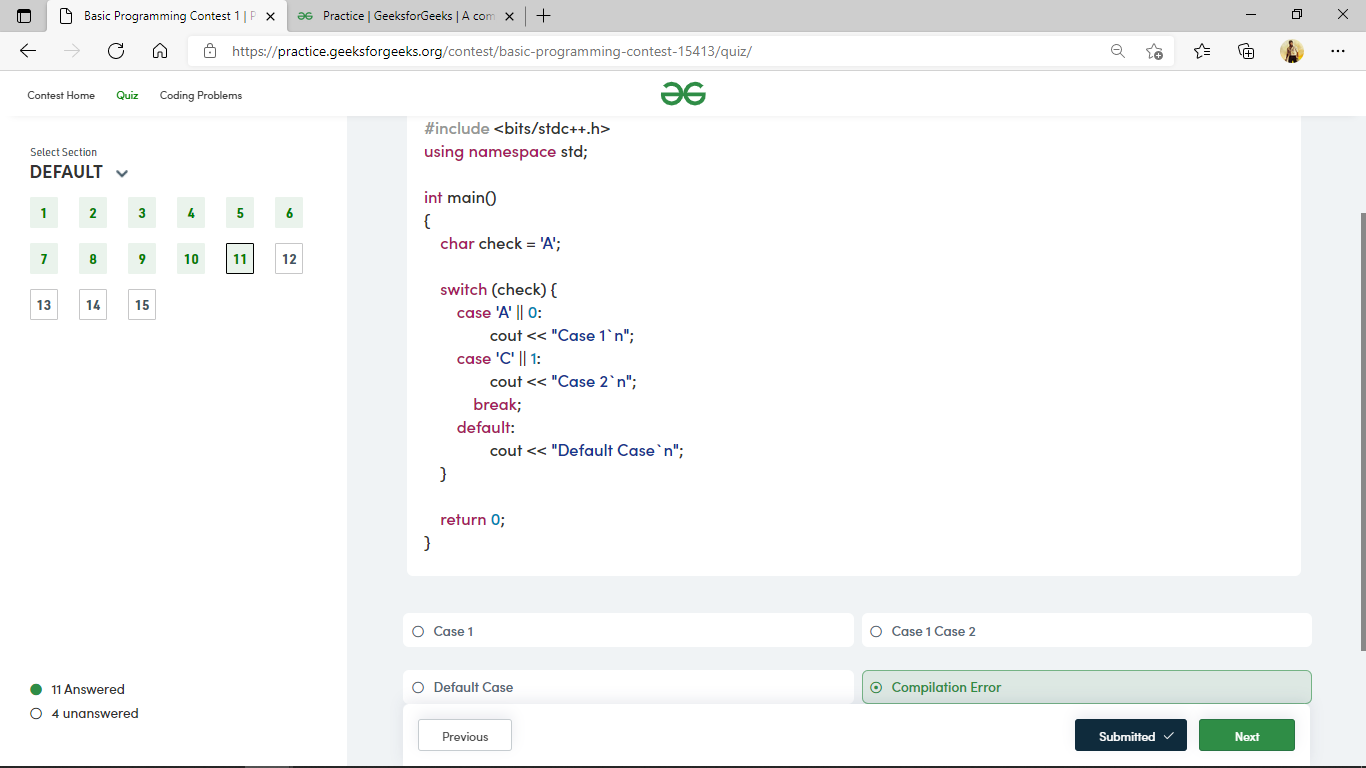 Basic Programming Contest 1 | P
Practice | GeeksforGeeks | A com
https://practice.geeksforgeeks.org/contest/basic-programming-contest-15413/quiz/
Contest Home Quiz Coding Problems
Select Section
DEFAULT
1 2 3 4 5 6
7 8 9 10 11 12
13 14 15
11 Answered
4 unanswered
#include <bits/stdc++.h>
using namespace std;
int main()
{
char check = 'A';
switch (check) {
case 'A' || 0:
cout << "Case 1`n";
case 'C' || 1:
cout << "Case 2`n";
break;
default:
cout << "Default Case`n";
}
return 0;
}
Case 1
Case 1 Case 2
Default Case
Compilation Error
Previous
Submitted
Next